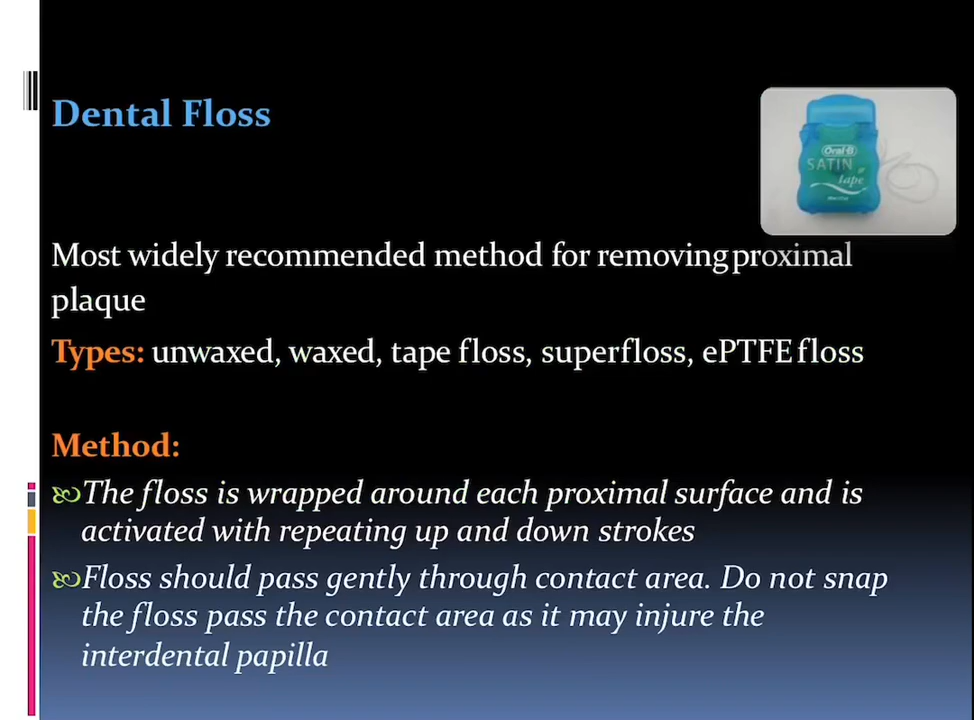 Dental Floss
Oral-B
SATIN
tape
Most widely recommended method for removing proximal
plaque
Types: unwaxed, waxed, tape floss, superfloss, ePTFE floss
Method:
The floss is wrapped around each proximal surface and is
activated with repeating up and down strokes
Floss should pass gently through contact area. Do not snap
the floss pass the contact area as it may injure the
interdental papilla